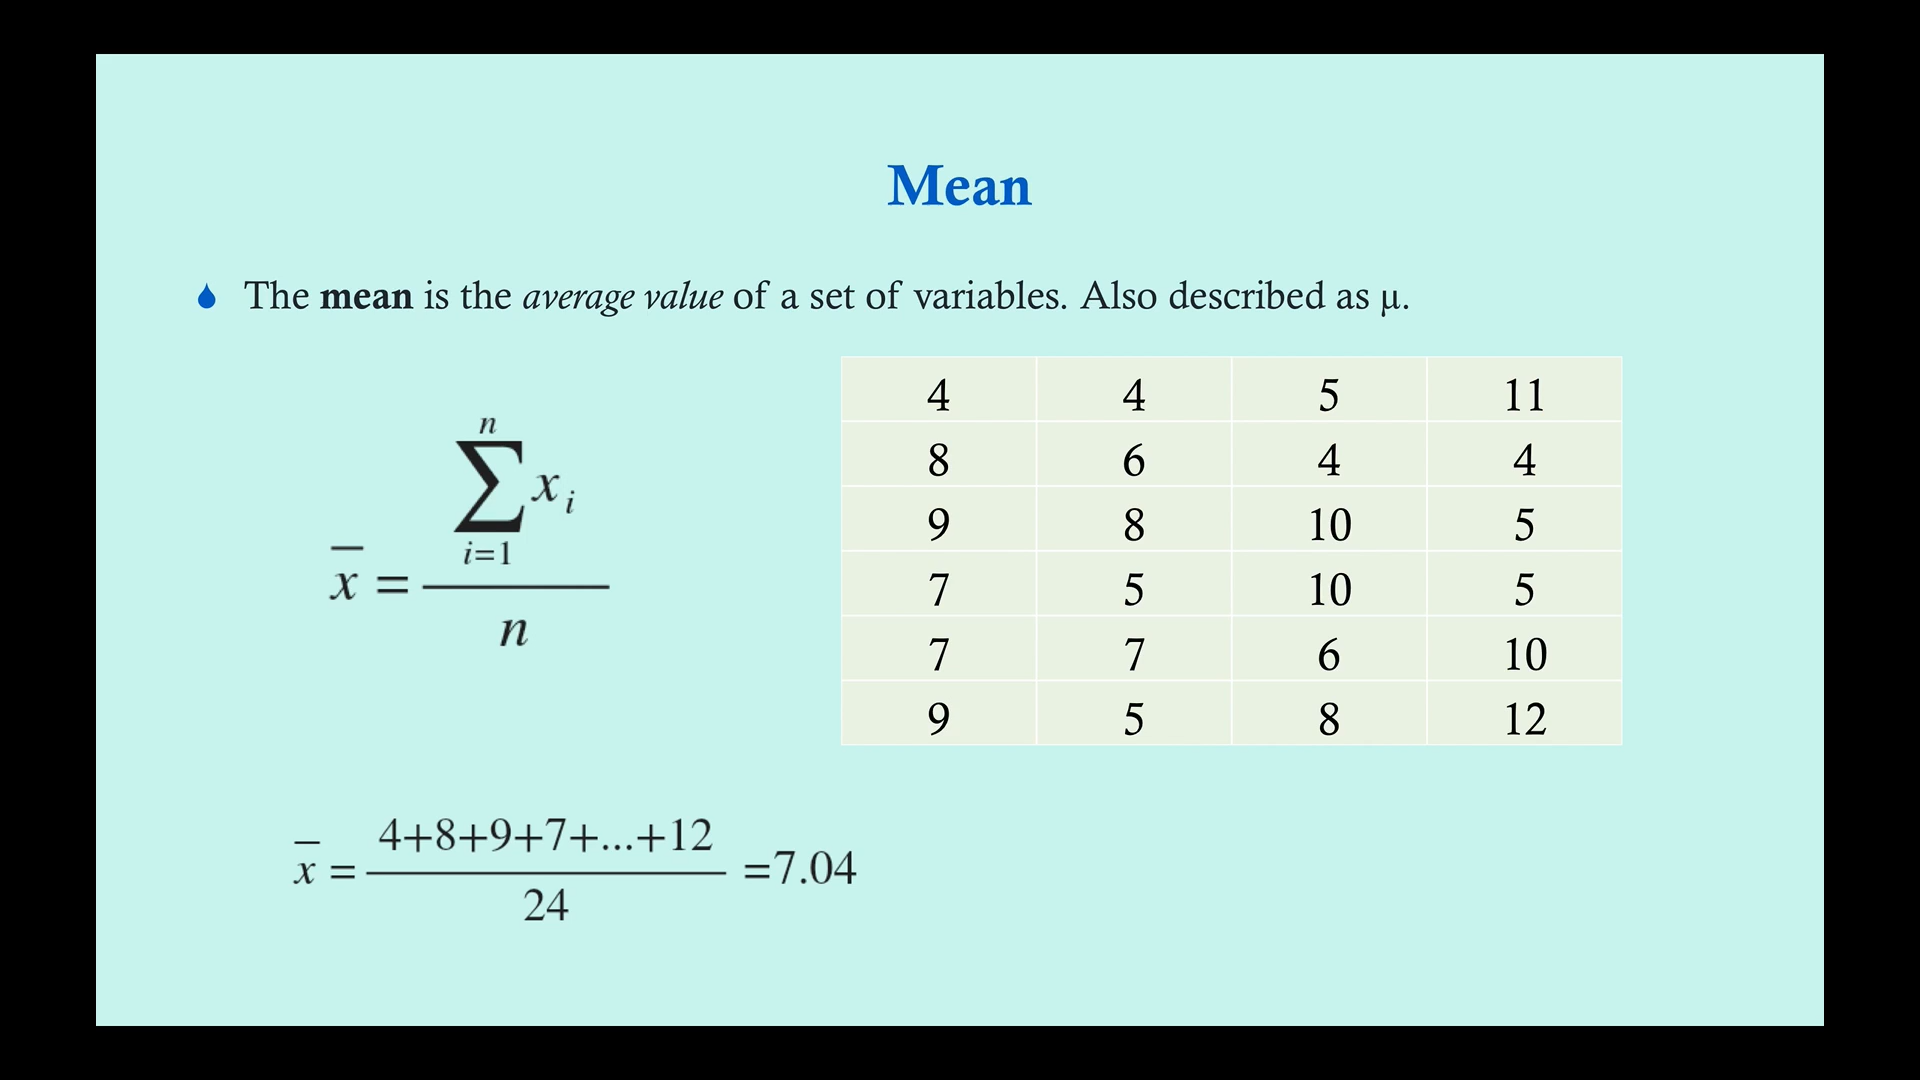 Mean
The mean is the average value of a set of variables. Also described as μ.
4 4 5 11
8 6 4 4
9 8 10 5
7 5 10 5
7 7 6 10
9 5 8 12
n
∑ x i
i=1
x̄ =
n
4+8+9+7+...+12
x̄ = =7.04
24